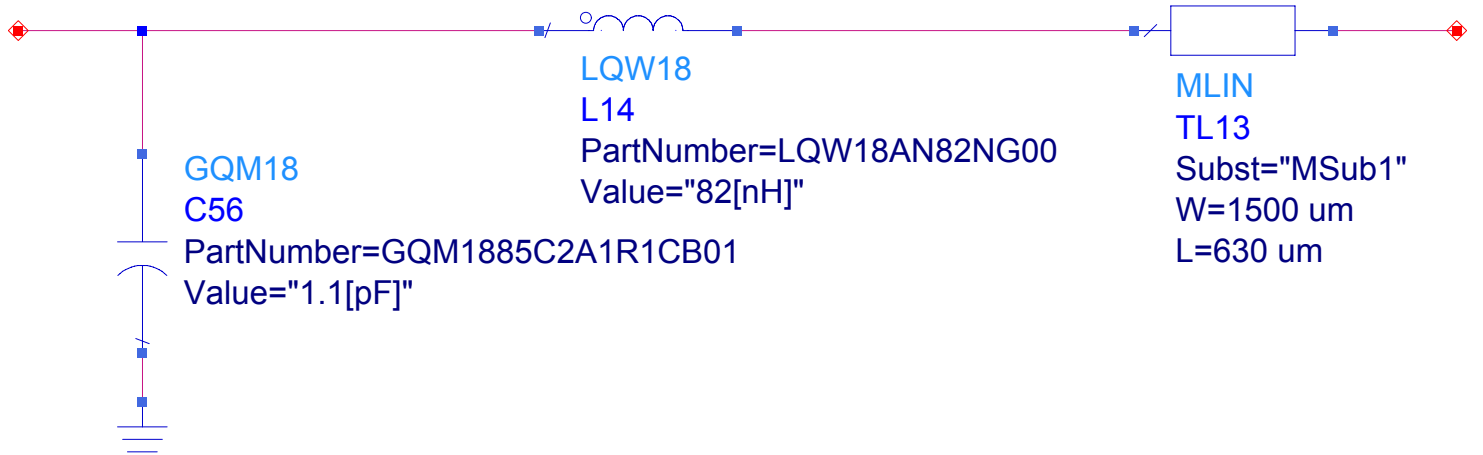 LQW18
L14
PartNumber=LQW18AN82NG00
Value="82[nH]"
MLIN
TL13
Subst="MSub1"
W=1500 um
L=630 um
GQM18
C56
PartNumber=GQM1885C2A1R1CB01
Value="1.1[pF]"